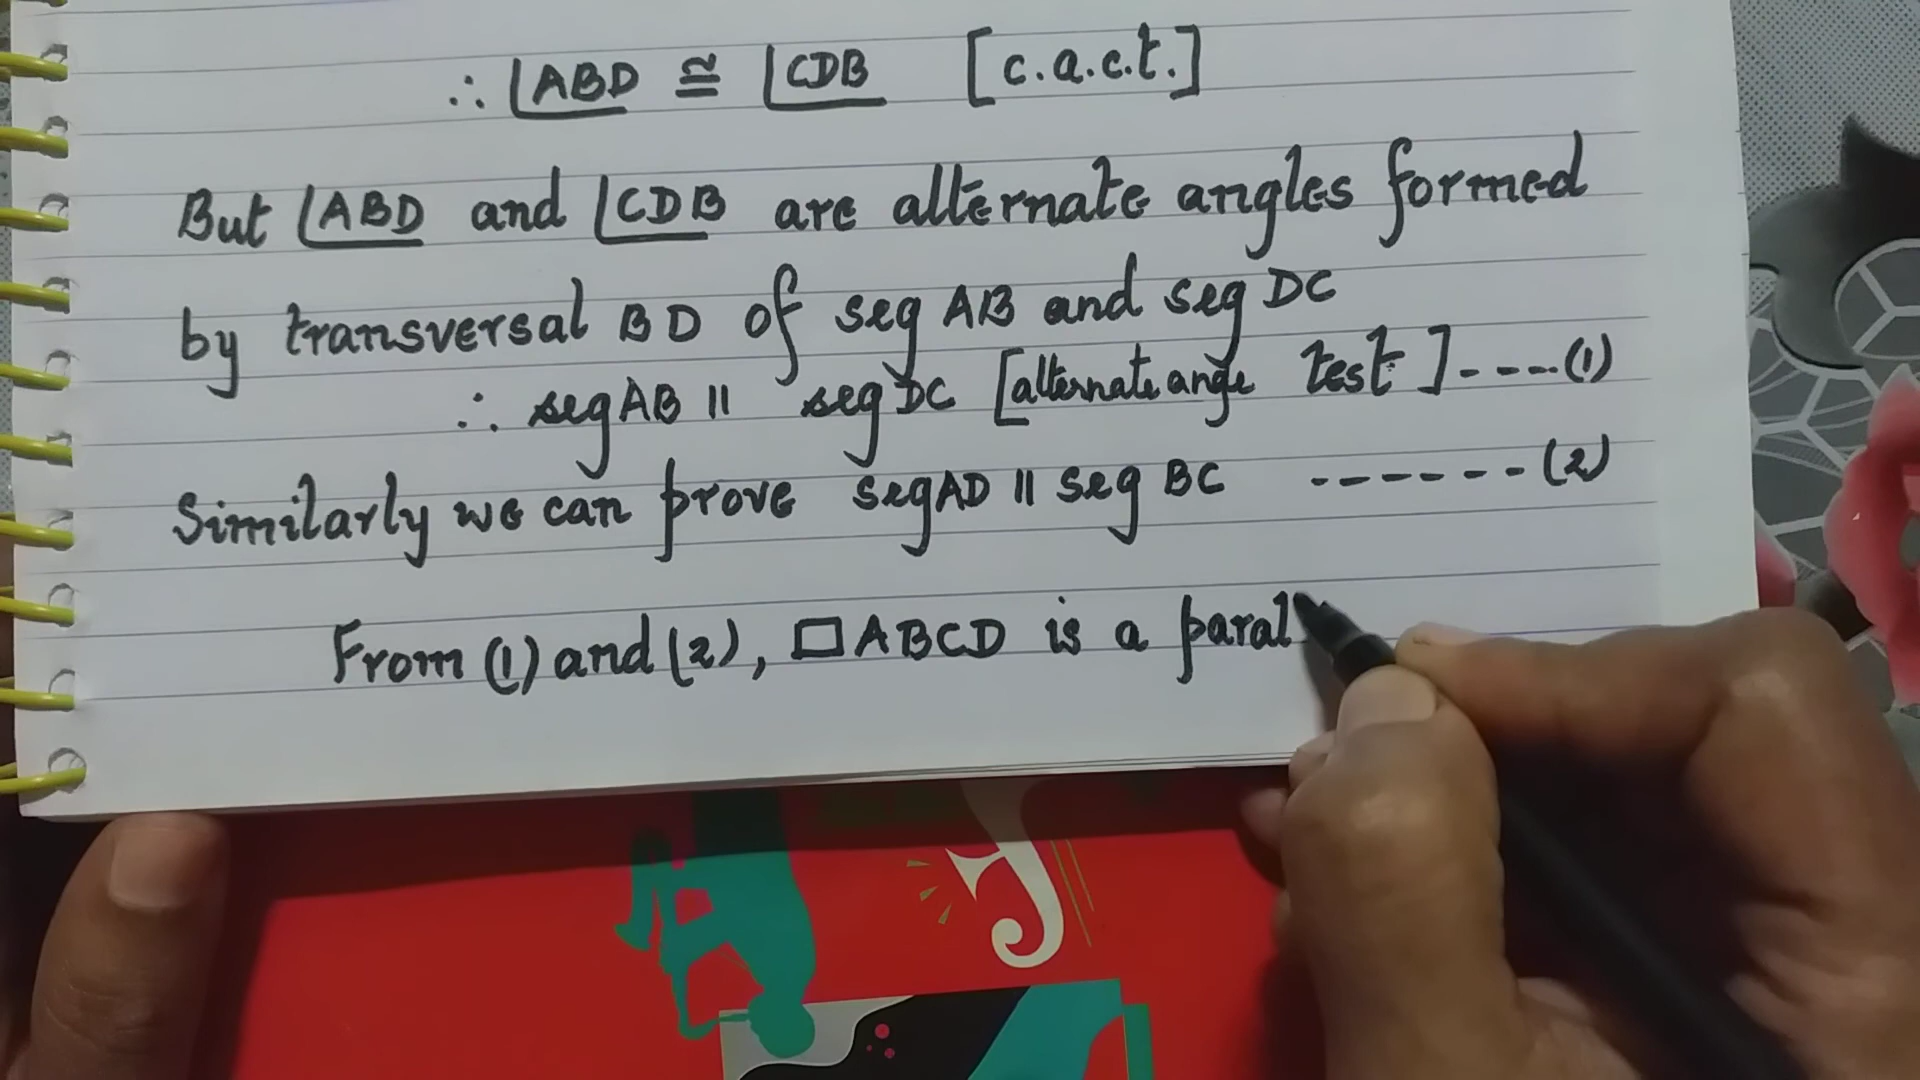 ∴ ∠ABD ≅ ∠CDB [c.a.c.t.]
But ∠ABD and ∠CDB are alternate angles formed
by transversal BD of seg AB and seg DC
∴ seg AB || seg DC [alternate ange test] ----(1)
Similarly we can prove seg AD || seg BC ------(2)
From (1) and (2), □ABCD is a paral